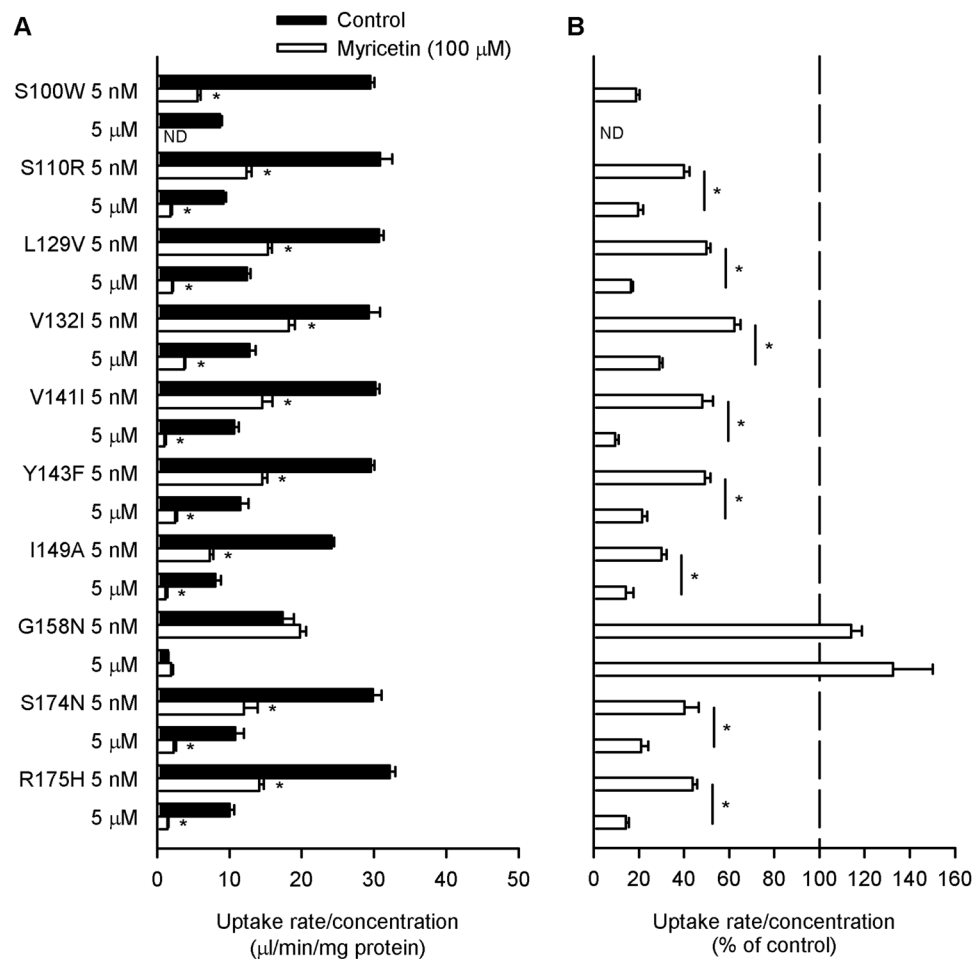 A
Control
Myricetin (100 μM)
B
S100W 5 nM
*
5 μM
ND
ND
S110R 5 nM
*
*
5 μM
*
L129V 5 nM
*
*
5 μM
*
V132I 5 nM
*
*
5 μM
*
V141I 5 nM
*
*
5 μM
*
Y143F 5 nM
*
*
5 μM
*
I149A 5 nM
*
*
5 μM
*
G158N 5 nM
5 μM
S174N 5 nM
*
*
5 μM
*
R175H 5 nM
*
*
5 μM
*
0 10 20 30 40 50
0 20 40 60 80 100 120 140 160
Uptake rate/concentration
(μl/min/mg protein)
Uptake rate/concentration
(% of control)